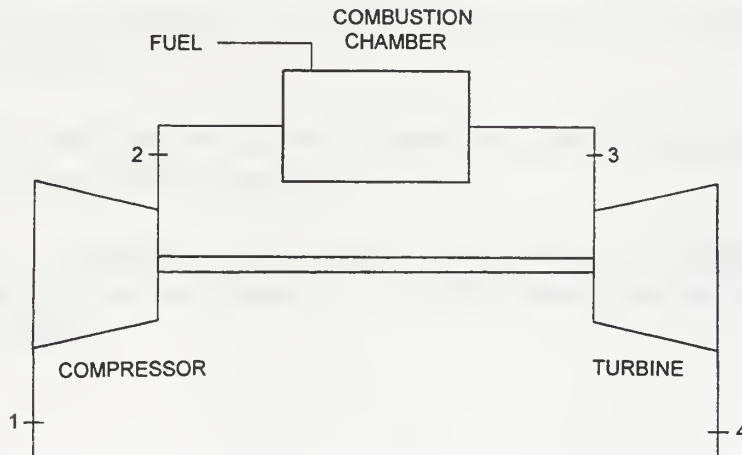 COMBUSTION
CHAMBER
FUEL
2
3
COMPRESSOR
TURBINE
1
4